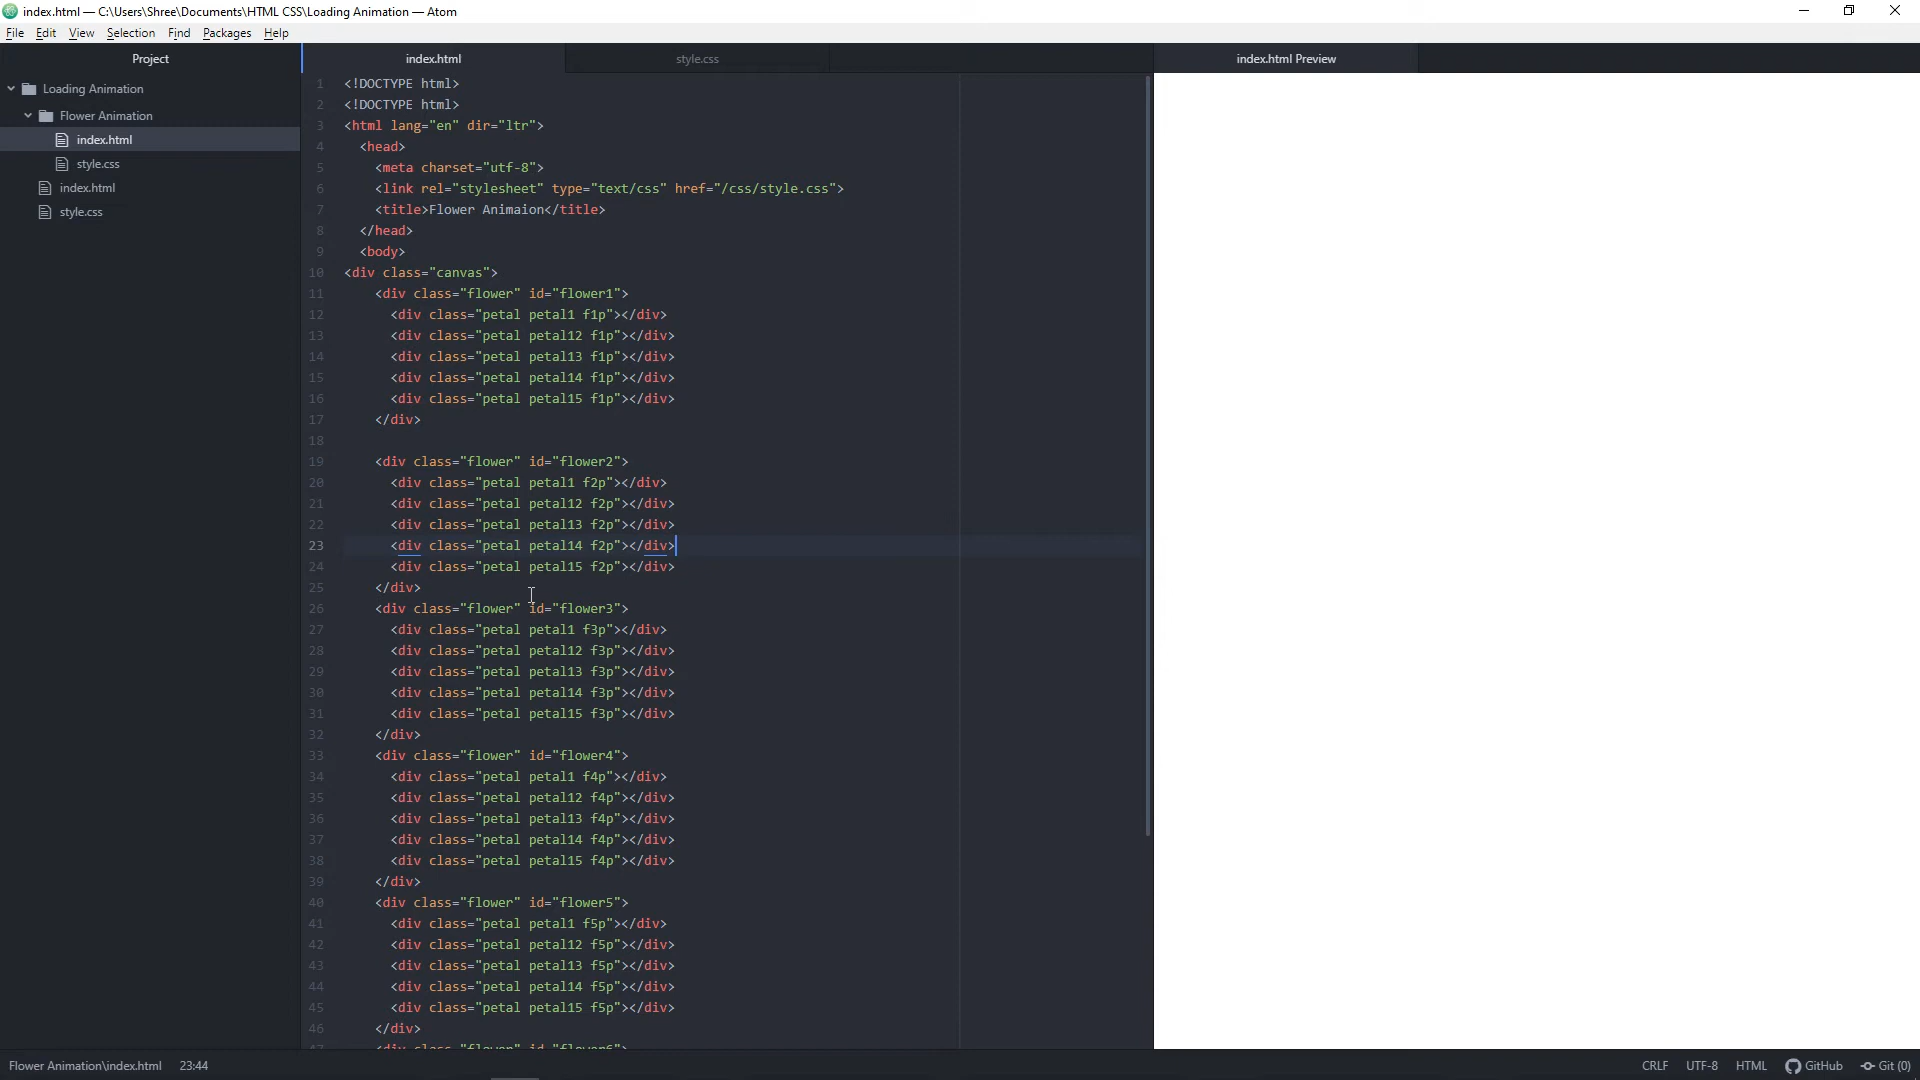 index.html — C:\Users\Shree\Documents\HTML CSS\Loading Animation — Atom
File Edit View Selection Find Packages Help
Project
index.html
style.css
index.html Preview
Loading Animation
Flower Animation
index.html
style.css
index.html
style.css
1 <!DOCTYPE html>
2 <!DOCTYPE html>
3 <html lang="en" dir="ltr">
4 <head>
5 <meta charset="utf-8">
6 <link rel="stylesheet" type="text/css" href="/css/style.css">
7 <title>Flower Animaion</title>
8 </head>
9 <body>
10 <div class="canvas">
11 <div class="flower" id="flower1">
12 <div class="petal petal1 f1p"></div>
13 <div class="petal petal12 f1p"></div>
14 <div class="petal petal13 f1p"></div>
15 <div class="petal petal14 f1p"></div>
16 <div class="petal petal15 f1p"></div>
17 </div>
18
19 <div class="flower" id="flower2">
20 <div class="petal petal1 f2p"></div>
21 <div class="petal petal12 f2p"></div>
22 <div class="petal petal13 f2p"></div>
23 <div class="petal petal14 f2p"></div>
24 <div class="petal petal15 f2p"></div>
25 </div>
26 <div class="flower" id="flower3">
27 <div class="petal petal1 f3p"></div>
28 <div class="petal petal12 f3p"></div>
29 <div class="petal petal13 f3p"></div>
30 <div class="petal petal14 f3p"></div>
31 <div class="petal petal15 f3p"></div>
32 </div>
33 <div class="flower" id="flower4">
34 <div class="petal petal1 f4p"></div>
35 <div class="petal petal12 f4p"></div>
36 <div class="petal petal13 f4p"></div>
37 <div class="petal petal14 f4p"></div>
38 <div class="petal petal15 f4p"></div>
39 </div>
40 <div class="flower" id="flower5">
41 <div class="petal petal1 f5p"></div>
42 <div class="petal petal12 f5p"></div>
43 <div class="petal petal13 f5p"></div>
44 <div class="petal petal14 f5p"></div>
45 <div class="petal petal15 f5p"></div>
46 </div>
47 <div class="flower" id="flower6">
Flower Animation\index.html 23:44 CRLF UTF-8 HTML GitHub Git (0)